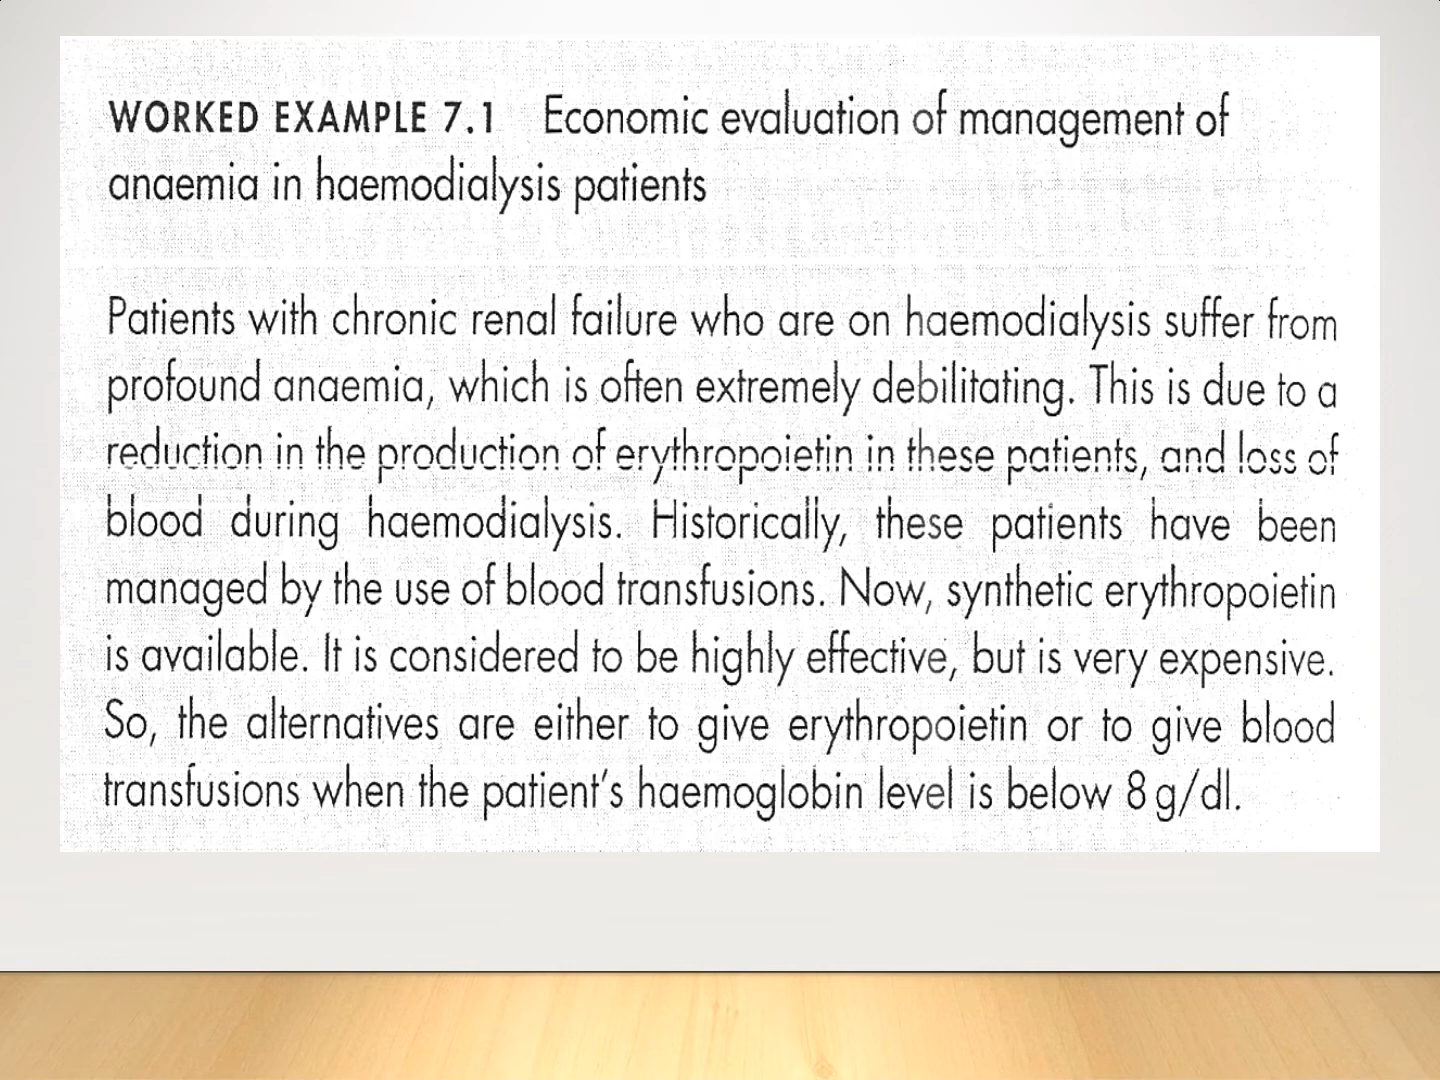 WORKED EXAMPLE 7.1 Economic evaluation of management of
anaemia in haemodialysis patients
Patients with chronic renal failure who are on haemodialysis suffer from
profound anaemia, which is often extremely debilitating. This is due to a
reduction in the production of erythropoietin in these patients, and loss of
blood during haemodialysis. Historically, these patients have been
managed by the use of blood transfusions. Now, synthetic erythropoietin
is available. It is considered to be highly effective, but is very expensive.
So, the alternatives are either to give erythropoietin or to give blood
transfusions when the patient's haemoglobin level is below 8 g/dl.